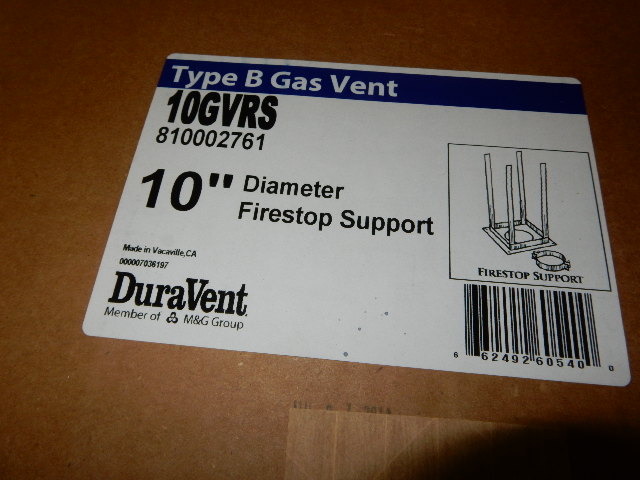 Type B Gas Vent
10GVRS
810002761
10" Diameter
Firestop Support
Made in Vacaville, CA
000007036197
DuraVent
Member of M&G Group
FIRESTOP SUPPORT
6 62492 60540 0